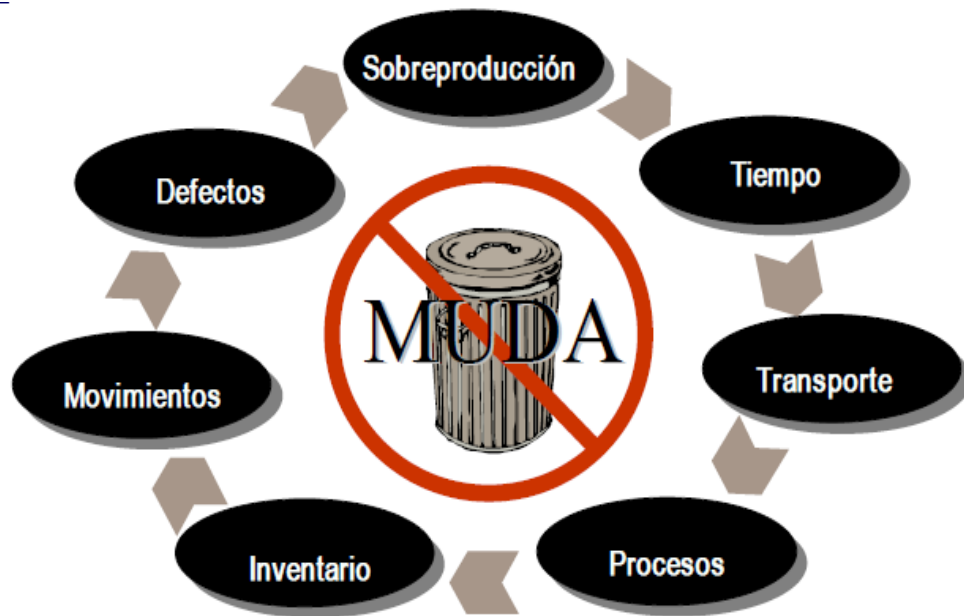 Sobreproducción
Tiempo
Transporte
Procesos
Inventario
Movimientos
Defectos
MUDA